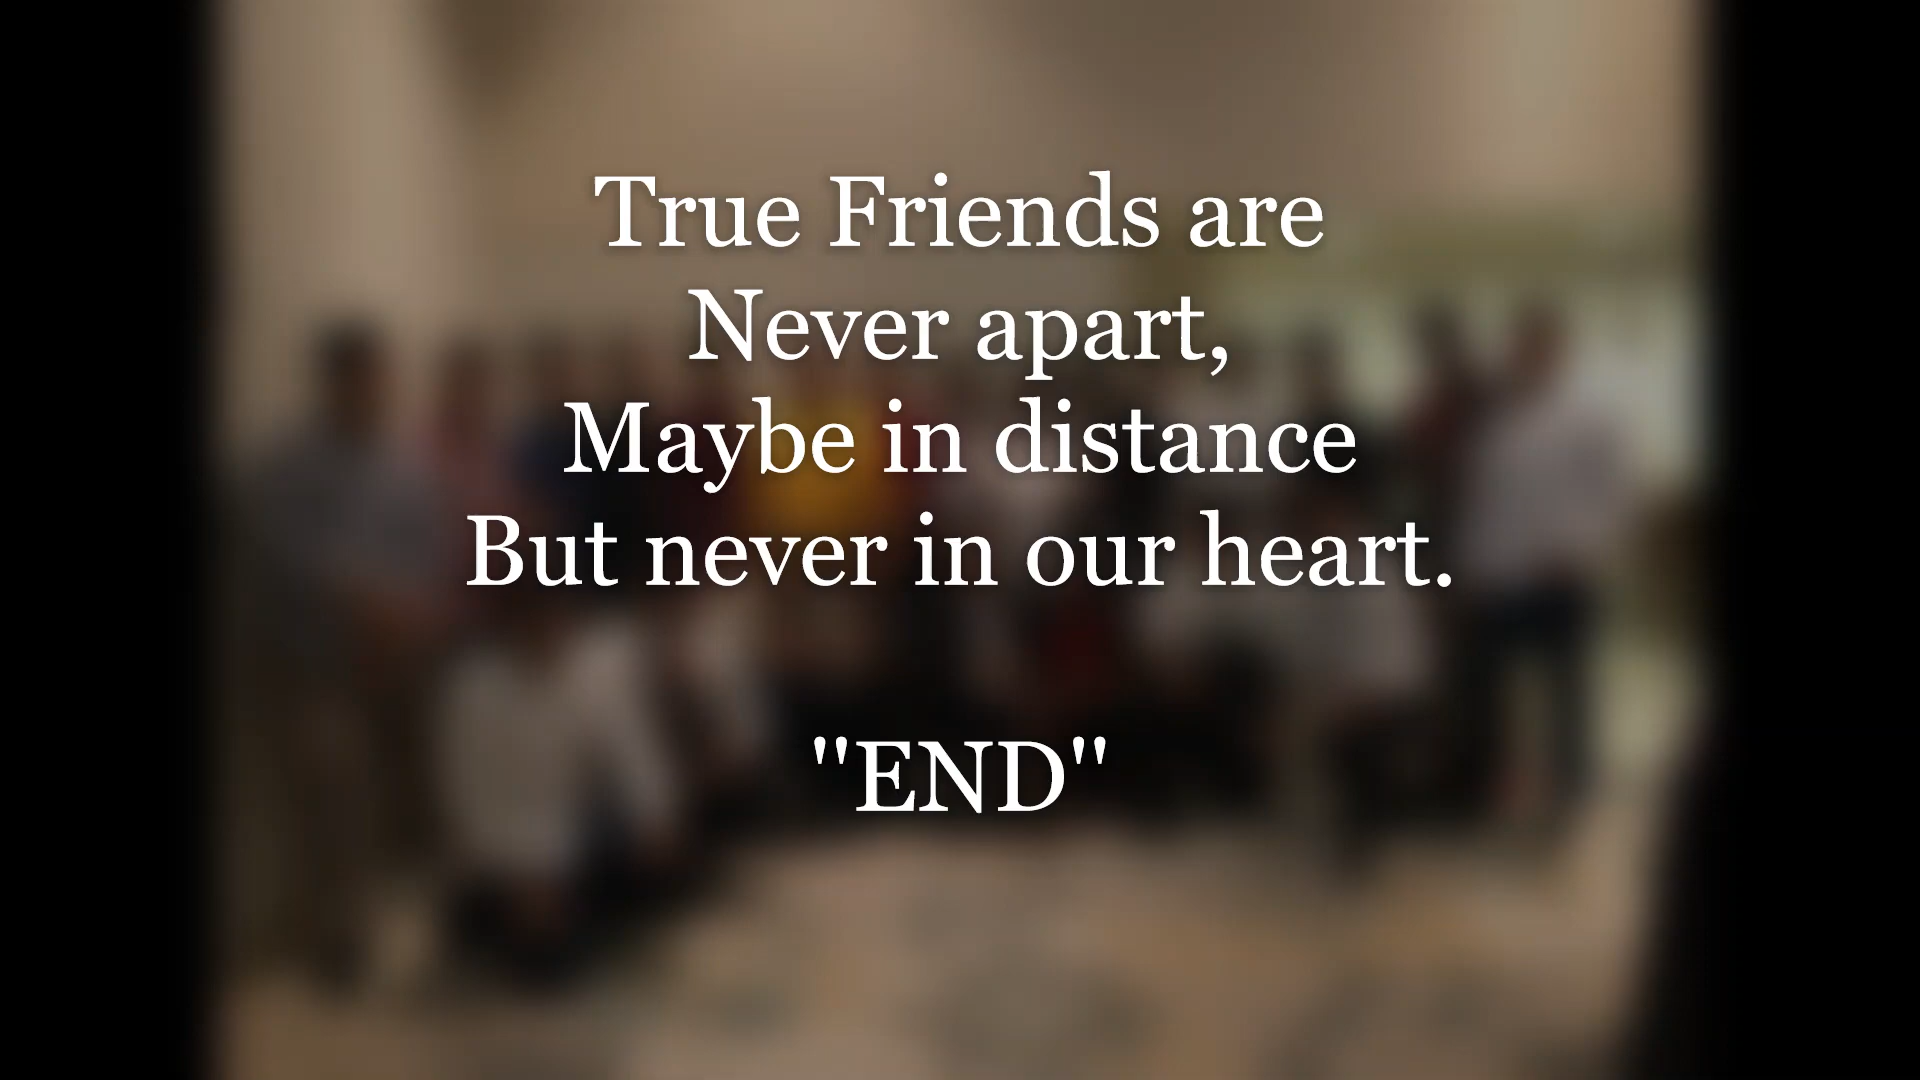 True Friends are
Never apart,
Maybe in distance
But never in our heart.
"END"